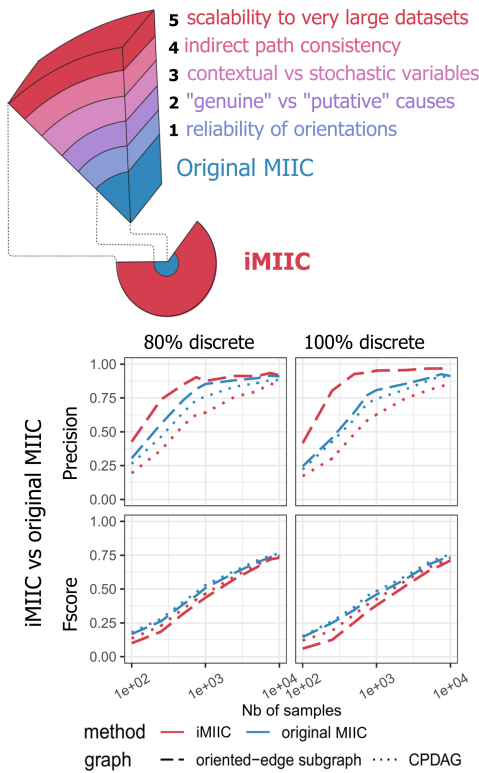 5 scalability to very large datasets
4 indirect path consistency
3 contextual vs stochastic variables
2 "genuine" vs "putative" causes
1 reliability of orientations
Original MIIC
iMIIC
80% discrete
100% discrete
iMIIC vs original MIIC
Precision
1.00
0.75
0.50
0.25
0.00
Fscore
1.00
0.75
0.50
0.25
0.00
1e+02
1e+03
1e+04
1e+02
1e+03
1e+04
Nb of samples
method iMIIC original MIIC
graph oriented−edge subgraph CPDAG